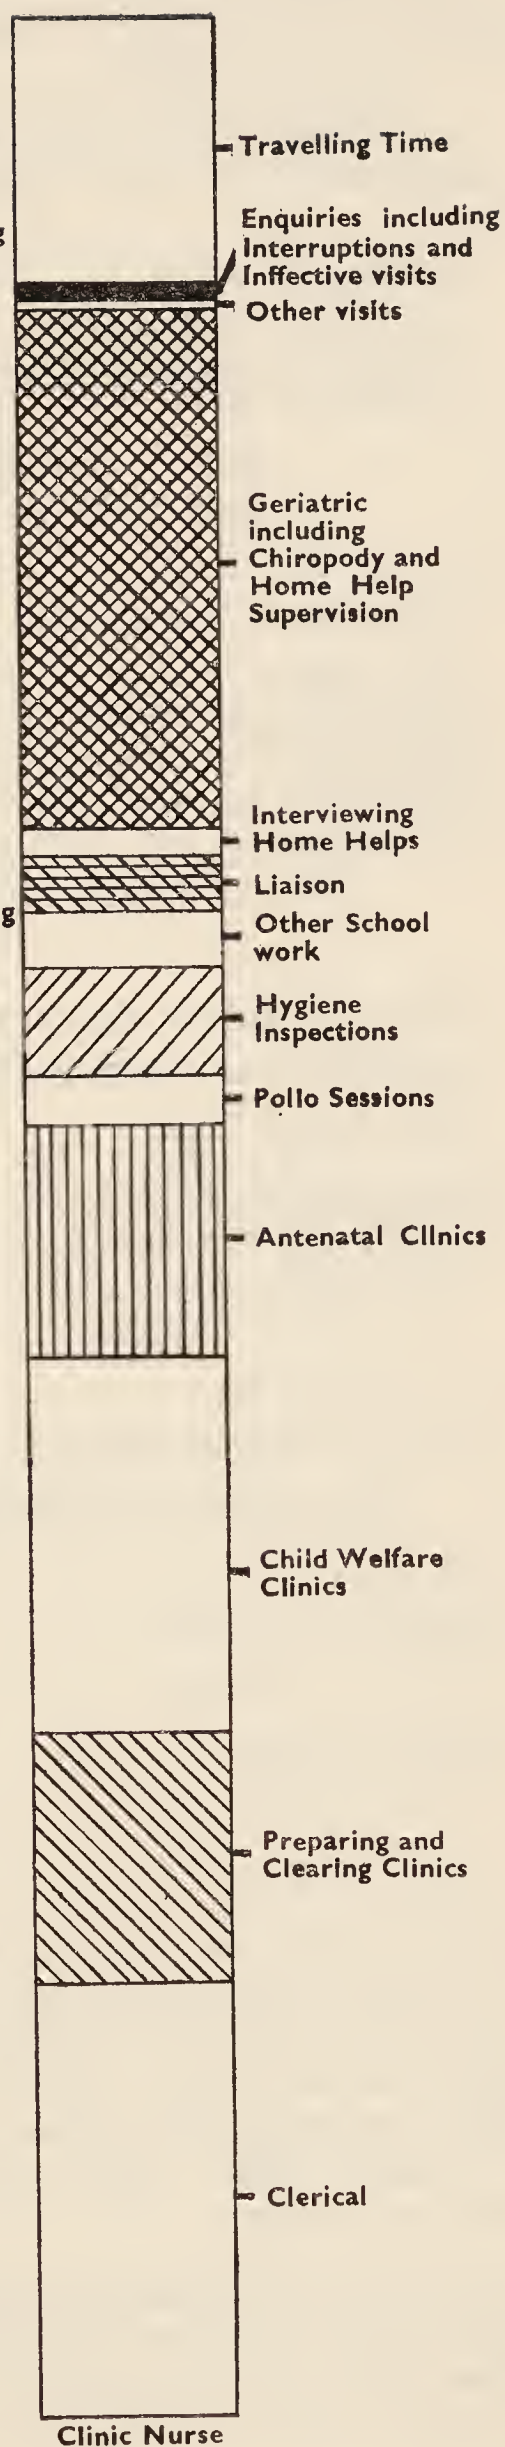 Travelling Time
g
Enquiries including
Interruptions and
Inffective visits
Other visits
Geriatric
including
Chiropody and
Home Help
Supervision
Interviewing
Home Helps
Liaison
g
Other School
work
Hygiene
Inspections
Polio Sessions
Antenatal Clinics
Child Welfare
Clinics
Preparing and
Clearing Clinics
Clerical
Clinic Nurse